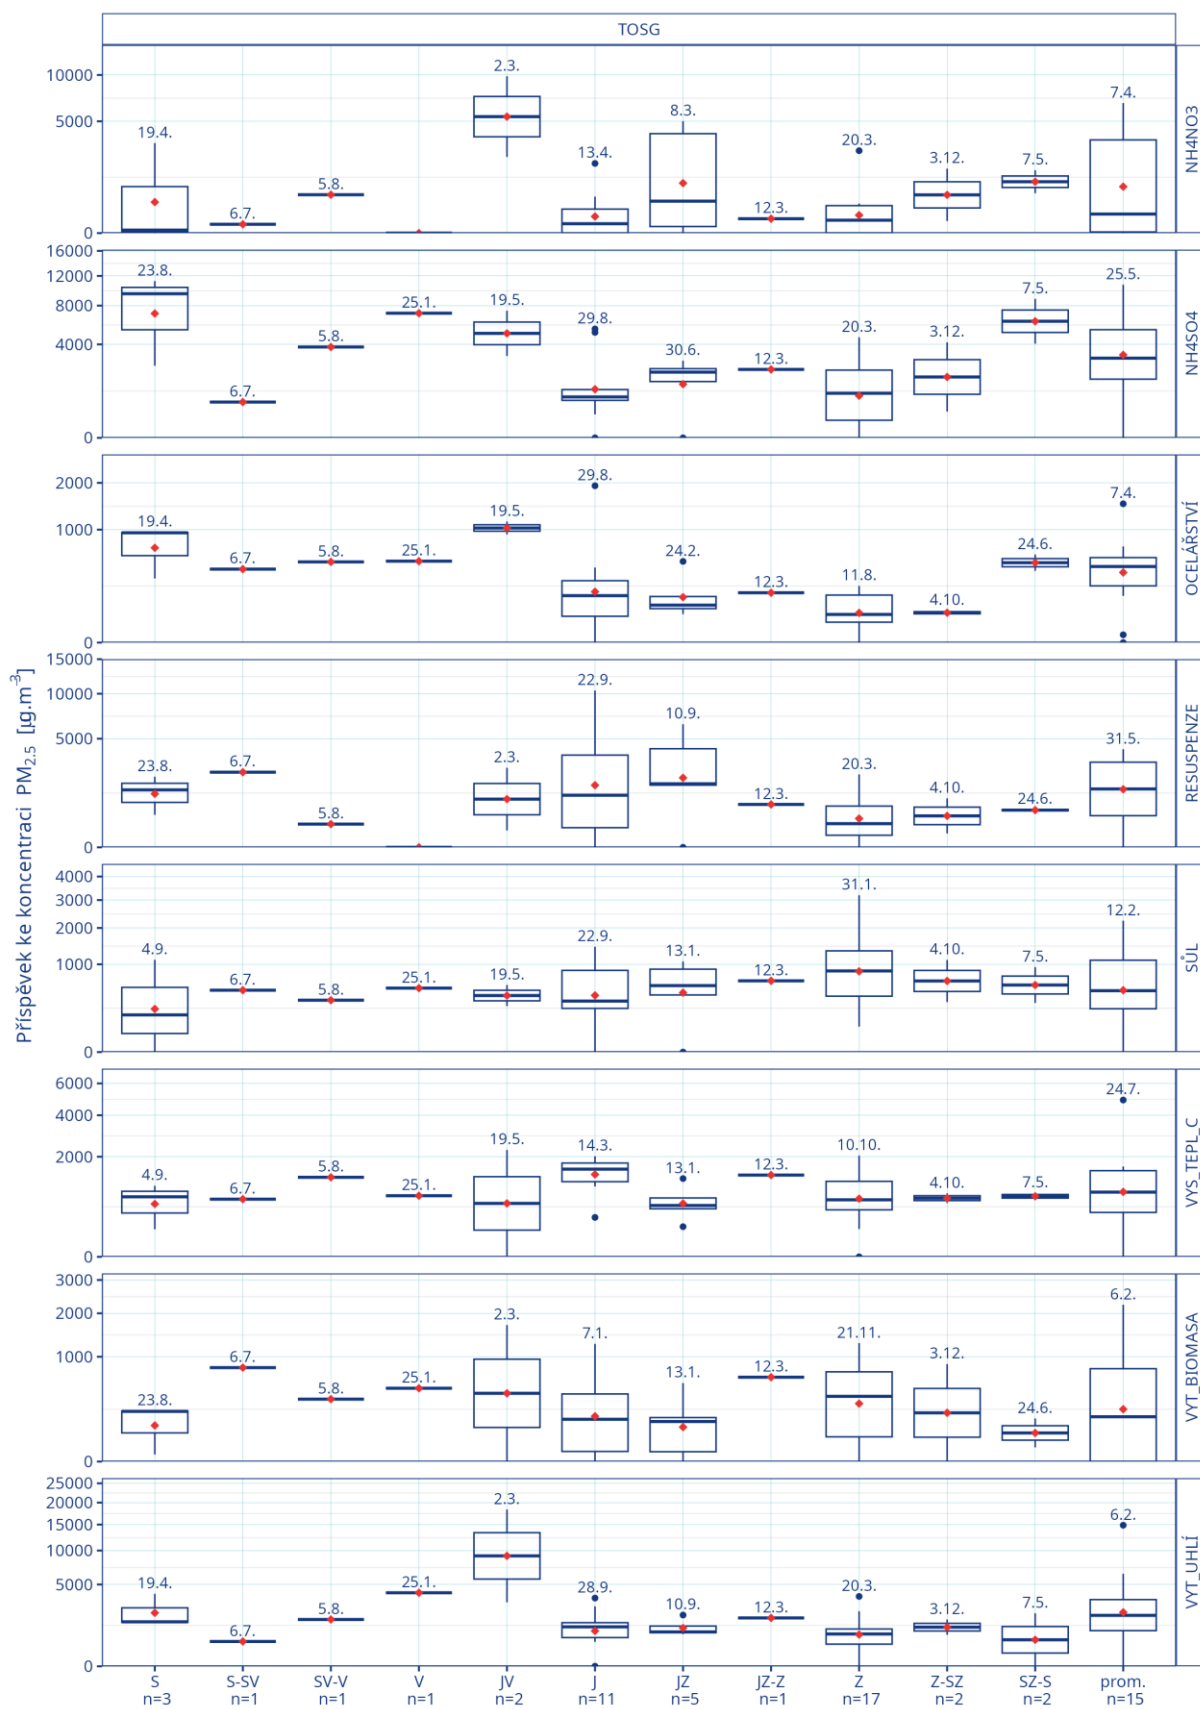 TOSG
Příspěvek ke koncentraci PM2.5 [µg.m-3]
NH4NO3
10000
5000
0
19.4. 6.7. 5.8. 2.3. 13.4. 8.3. 12.3. 20.3. 3.12. 7.5. 7.4.
NH4SO4
16000
12000
8000
4000
0
23.8. 6.7. 5.8. 25.1. 19.5. 29.8. 30.6. 12.3. 20.3. 3.12. 7.5. 25.5.
OCELÁŘSTVÍ
2000
1000
0
19.4. 6.7. 5.8. 25.1. 19.5. 29.8. 24.2. 12.3. 11.8. 4.10. 24.6. 7.4.
RESUSPENZE
15000
10000
5000
0
23.8. 6.7. 5.8. 2.3. 22.9. 10.9. 12.3. 20.3. 4.10. 24.6. 31.5.
SŮL
4000
3000
2000
1000
0
4.9. 6.7. 5.8. 25.1. 19.5. 22.9. 13.1. 12.3. 31.1. 4.10. 7.5. 12.2.
VYS_TEPL_C
6000
4000
2000
0
4.9. 6.7. 5.8. 25.1. 19.5. 14.3. 13.1. 12.3. 10.10. 4.10. 7.5. 24.7.
VYT_BIOMASA
3000
2000
1000
0
23.8. 6.7. 5.8. 25.1. 2.3. 7.1. 13.1. 12.3. 21.11. 3.12. 24.6. 6.2.
VYT_UHLÍ
25000
20000
15000
10000
5000
0
19.4. 6.7. 5.8. 25.1. 2.3. 28.9. 10.9. 12.3. 20.3. 3.12. 7.5. 6.2.
S S-SV SV-V V JV J JZ JZ-Z Z Z-SZ SZ-S prom.
n=3 n=1 n=1 n=1 n=2 n=11 n=5 n=1 n=17 n=2 n=2 n=15